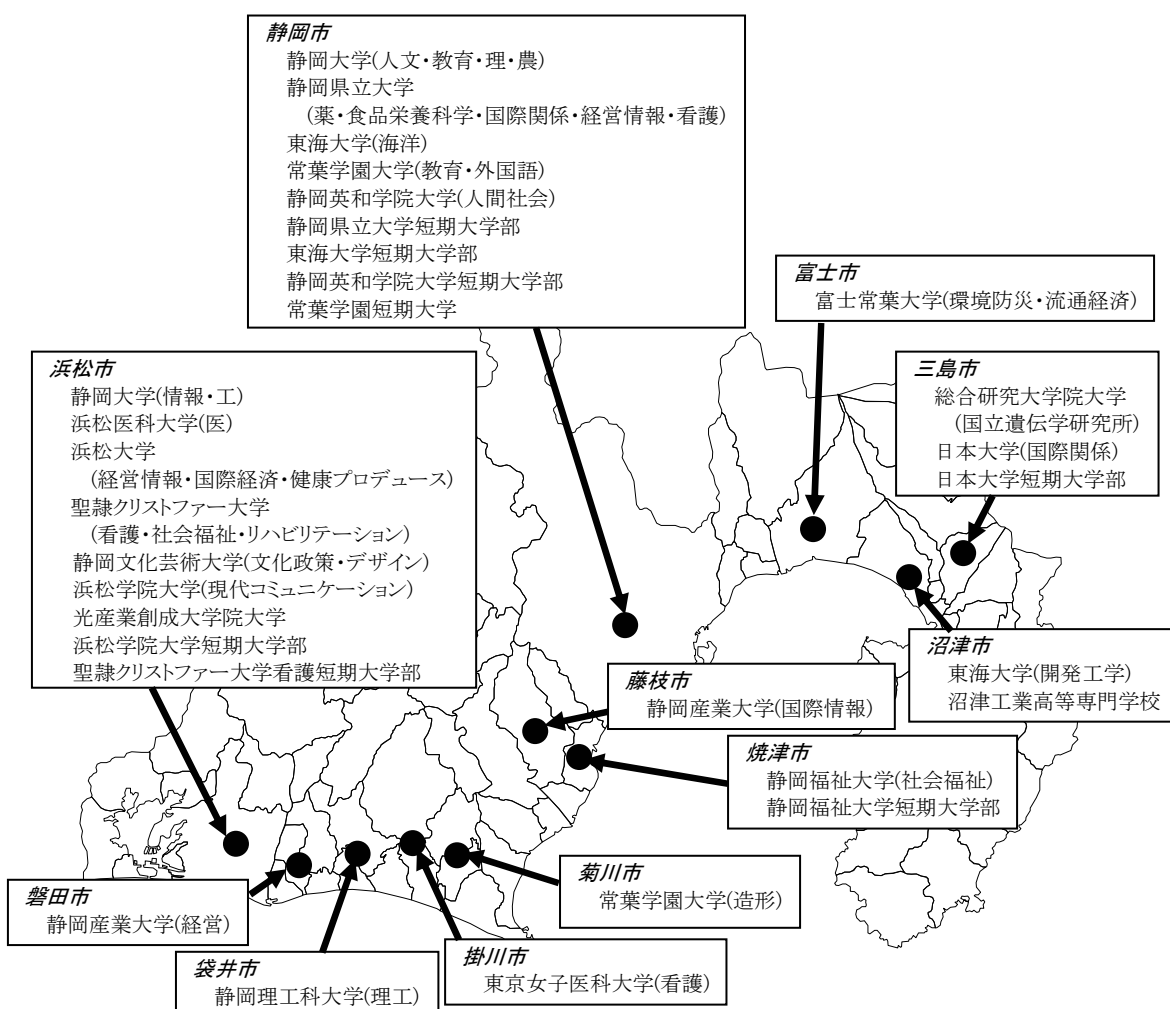 静岡市
静岡大学(人文・教育・理・農)
静岡県立大学
(薬・食品栄養科学・国際関係・経営情報・看護)
東海大学(海洋)
常葉学園大学(教育・外国語)
静岡英和学院大学(人間社会)
静岡県立大学短期大学部
東海大学短期大学部
静岡英和学院大学短期大学部
常葉学園短期大学
富士市
富士常葉大学(環境防災・流通経済)
浜松市
静岡大学(情報・工)
浜松医科大学(医)
浜松大学
(経営情報・国際経済・健康プロデュース)
聖隷クリストファー大学
(看護・社会福祉・リハビリテーション)
静岡文化芸術大学(文化政策・デザイン)
浜松学院大学(現代コミュニケーション)
光産業創成大学院大学
浜松学院大学短期大学部
聖隷クリストファー大学看護短期大学部
三島市
総合研究大学院大学
(国立遺伝学研究所)
日本大学(国際関係)
日本大学短期大学部
沼津市
東海大学(開発工学)
沼津工業高等専門学校
藤枝市
静岡産業大学(国際情報)
焼津市
静岡福祉大学(社会福祉)
静岡福祉大学短期大学部
菊川市
常葉学園大学(造形)
磐田市
静岡産業大学(経営)
袋井市
静岡理工科大学(理工)
掛川市
東京女子医科大学(看護)